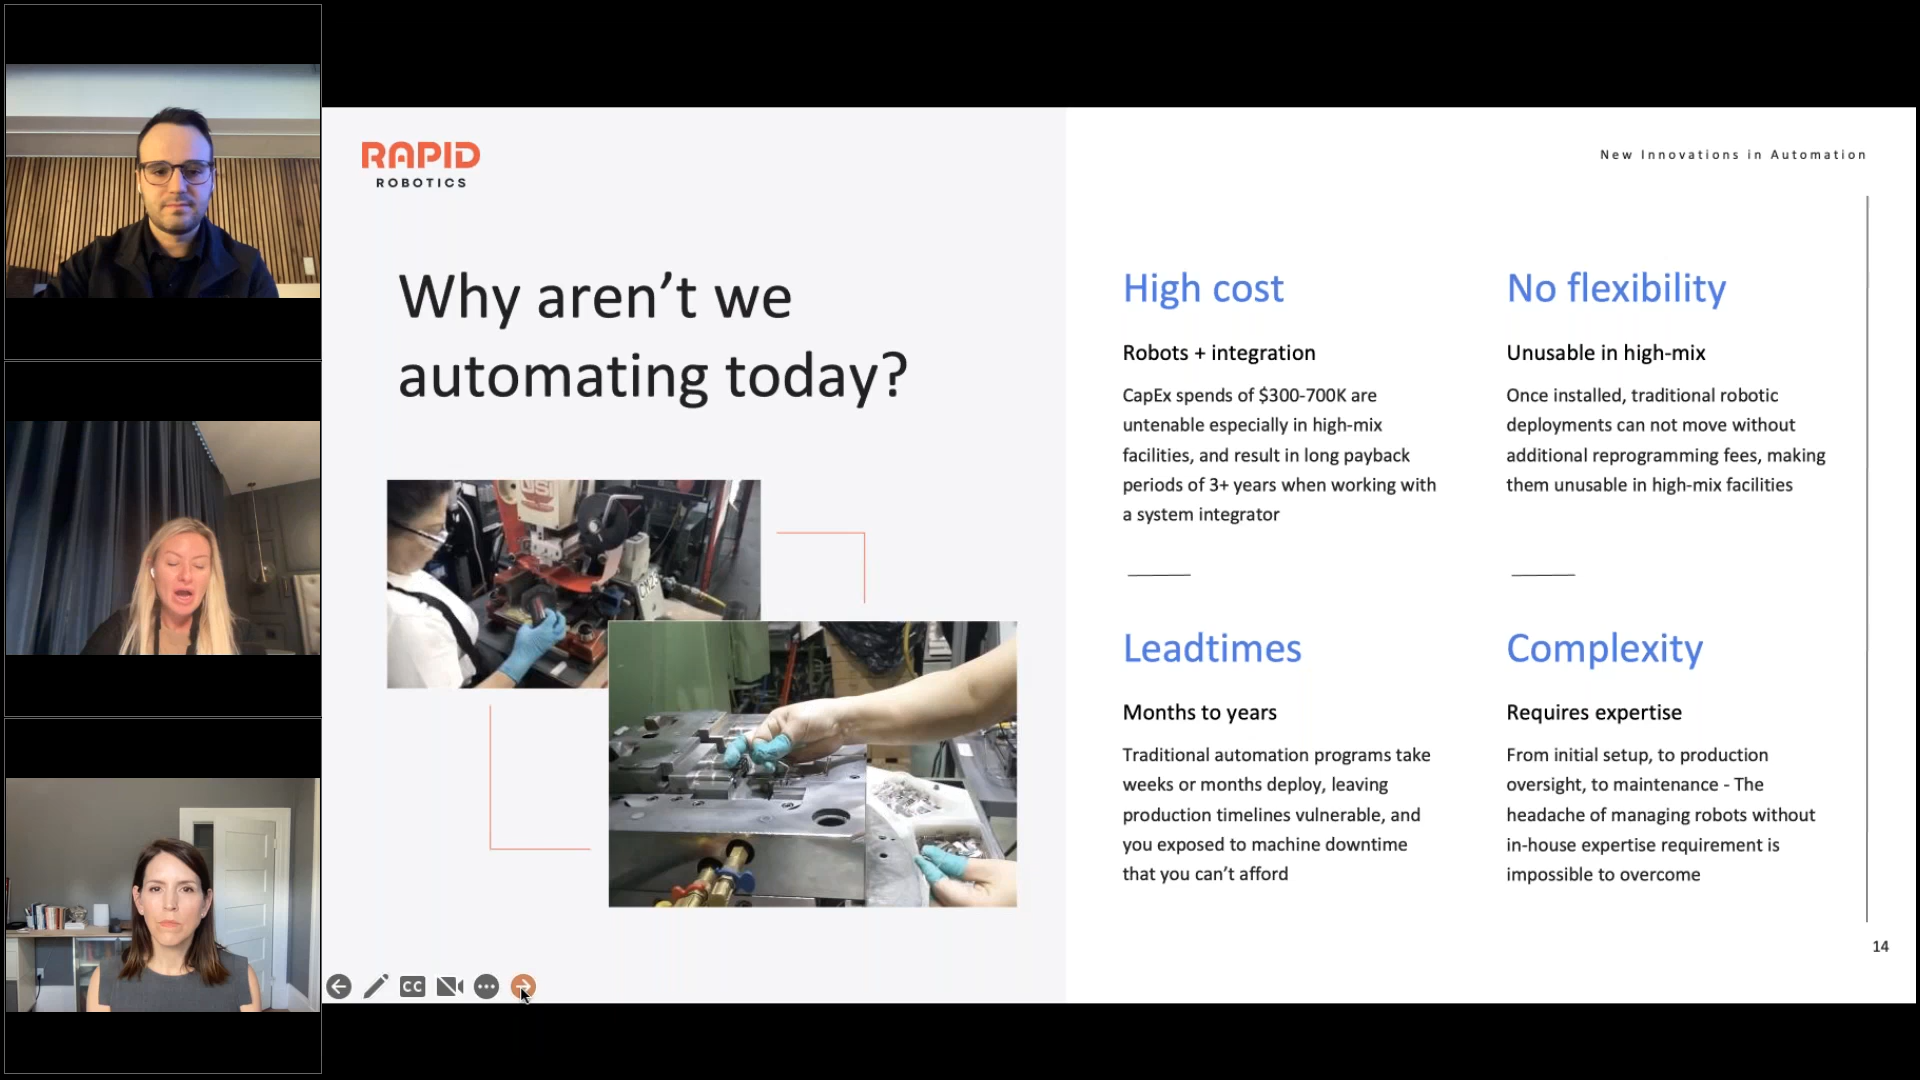 RAPID
ROBOTICS
New Innovations in Automation
Why aren’t we
automating today?
High cost
Robots + integration
CapEx spends of $300-700K are
untenable especially in high-mix
facilities, and result in long payback
periods of 3+ years when working with
a system integrator
No flexibility
Unusable in high-mix
Once installed, traditional robotic
deployments can not move without
additional reprogramming fees, making
them unusable in high-mix facilities
Leadtimes
Months to years
Traditional automation programs take
weeks or months deploy, leaving
production timelines vulnerable, and
you exposed to machine downtime
that you can’t afford
Complexity
Requires expertise
From initial setup, to production
oversight, to maintenance - The
headache of managing robots without
in-house expertise requirement is
impossible to overcome
14
CC
USI